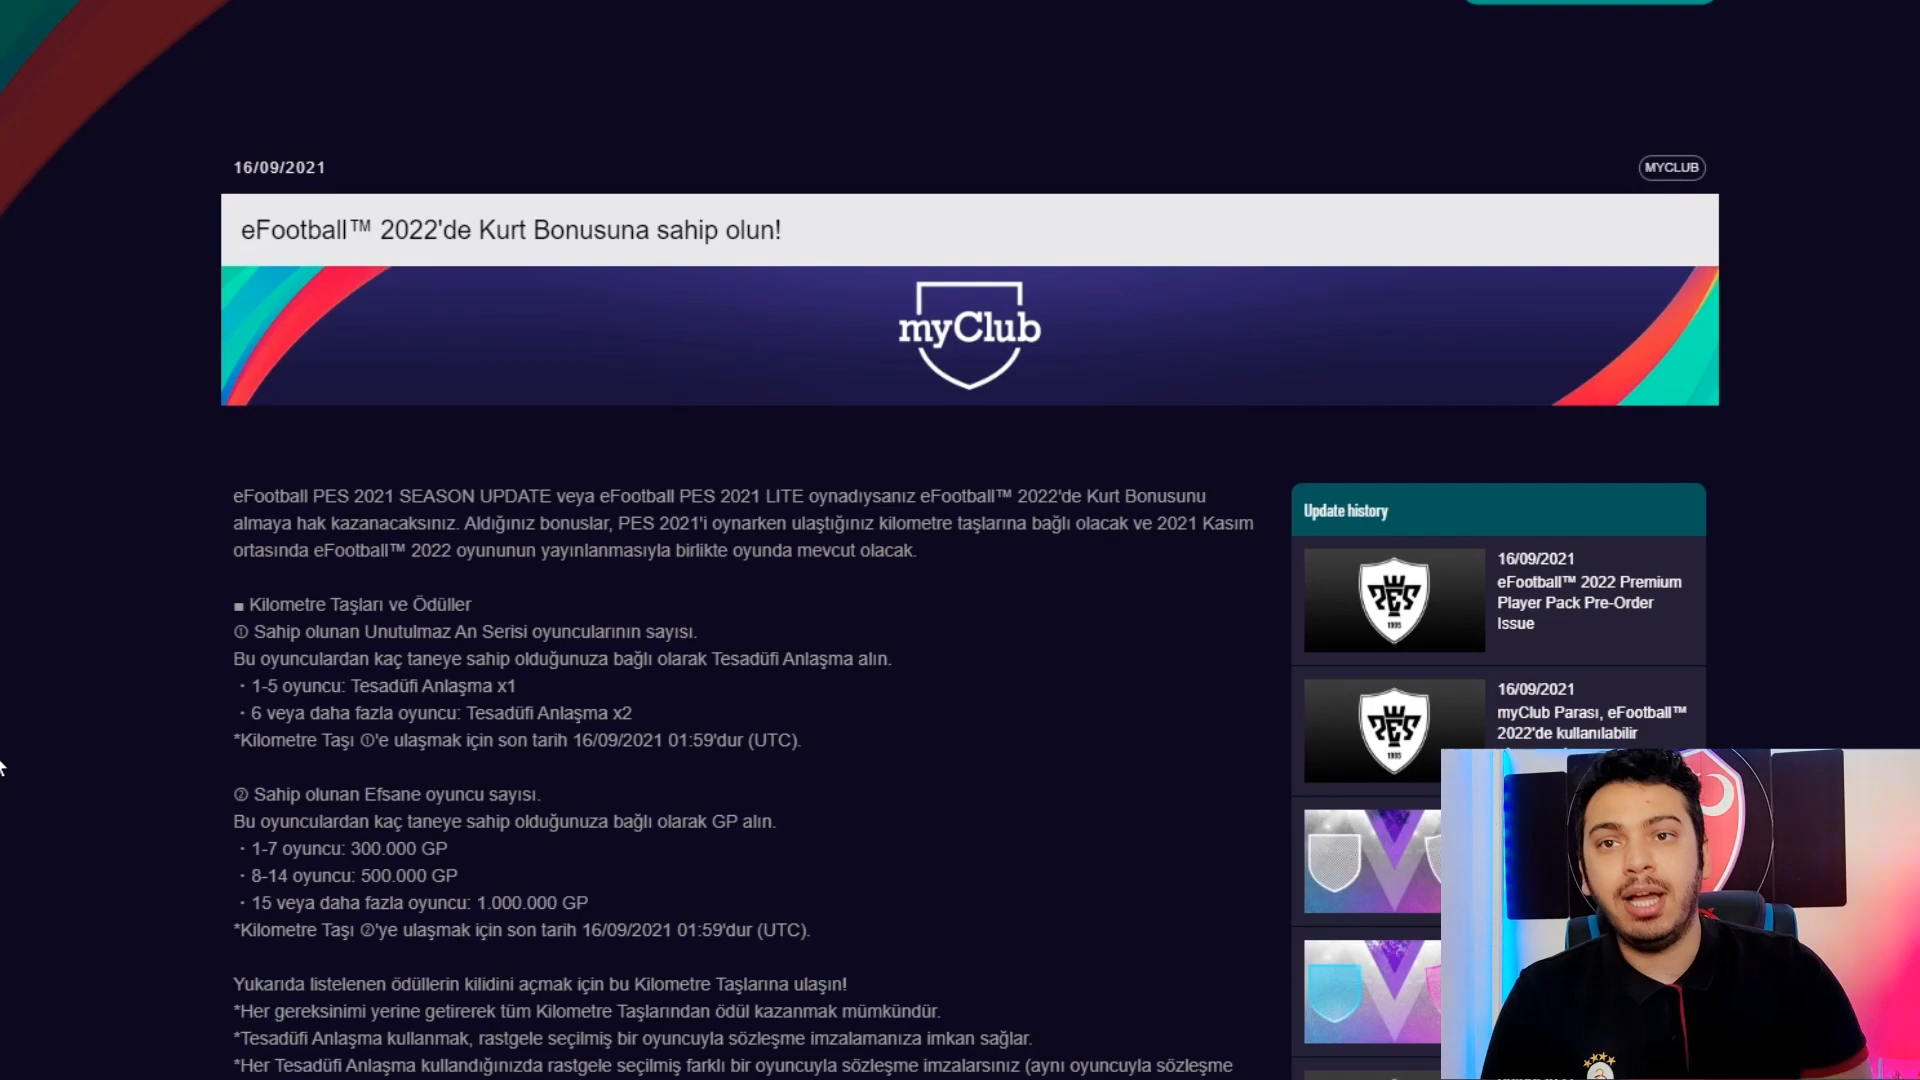 16/09/2021
MYCLUB
eFootball™ 2022'de Kurt Bonusuna sahip olun!
myClub
eFootball PES 2021 SEASON UPDATE veya eFootball PES 2021 LITE oynadıysanız eFootball™ 2022'de Kurt Bonusunu
almaya hak kazanacaksınız. Aldığınız bonuslar, PES 2021'i oynarken ulaştığınız kilometre taşlarına bağlı olacak ve 2021 Kasım
ortasında eFootball™ 2022 oyununun yayınlanmasıyla birlikte oyunda mevcut olacak.
■ Kilometre Taşları ve Ödüller
① Sahip olunan Unutulmaz An Serisi oyuncularının sayısı.
Bu oyunculardan kaç taneye sahip olduğunuza bağlı olarak Tesadüfi Anlaşma alın.
・1-5 oyuncu: Tesadüfi Anlaşma x1
・6 veya daha fazla oyuncu: Tesadüfi Anlaşma x2
*Kilometre Taşı ①'e ulaşmak için son tarih 16/09/2021 01:59'dur (UTC).
② Sahip olunan Efsane oyuncu sayısı.
Bu oyunculardan kaç taneye sahip olduğunuza bağlı olarak GP alın.
・1-7 oyuncu: 300.000 GP
・8-14 oyuncu: 500.000 GP
・15 veya daha fazla oyuncu: 1.000.000 GP
*Kilometre Taşı ②'ye ulaşmak için son tarih 16/09/2021 01:59'dur (UTC).
Yukarıda listelenen ödüllerin kilidini açmak için bu Kilometre Taşlarına ulaşın!
*Her gereksinimi yerine getirerek tüm Kilometre Taşlarından ödül kazanmak mümkündür.
*Tesadüfi Anlaşma kullanmak, rastgele seçilmiş bir oyuncuyla sözleşme imzalamanıza imkan sağlar.
*Her Tesadüfi Anlaşma kullandığınızda rastgele seçilmiş farklı bir oyuncuyla sözleşme imzalarsınız (aynı oyuncuyla sözleşme
Update history
PES
1995
16/09/2021
eFootball™ 2022 Premium
Player Pack Pre-Order
Issue
PES
1995
16/09/2021
myClub Parası, eFootball™
2022'de kullanılabilir